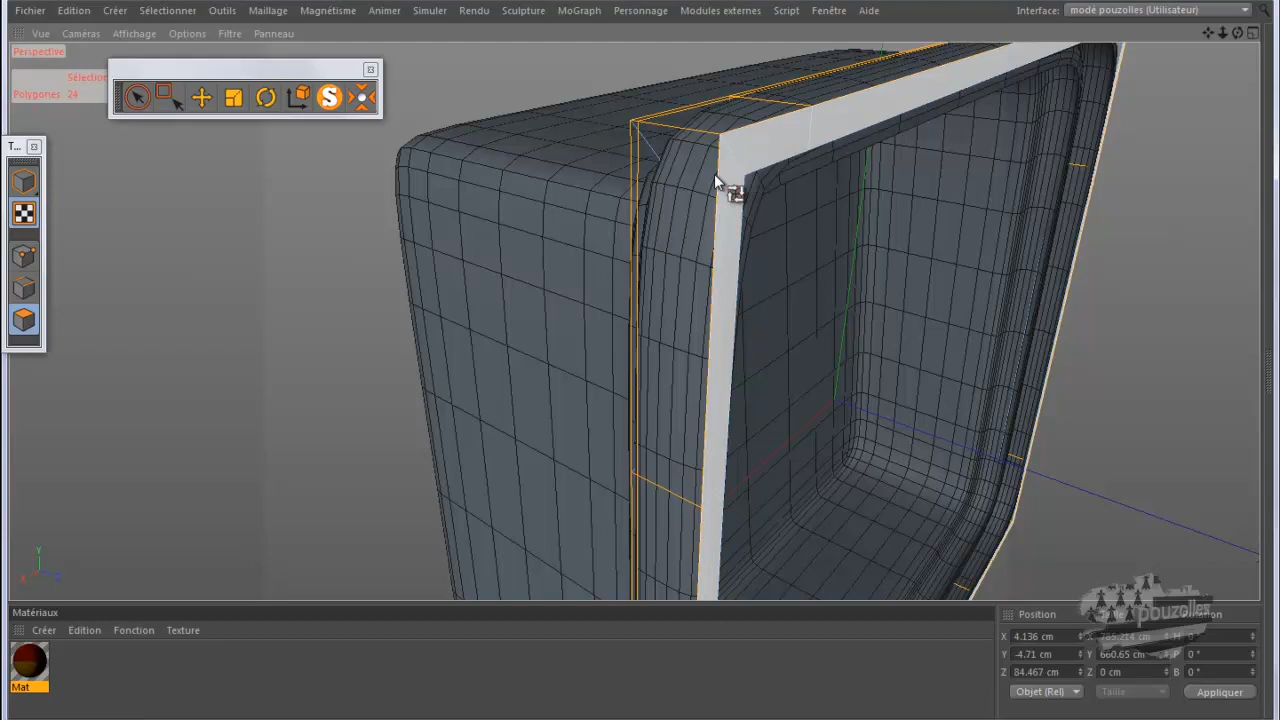 Fichier Edition Créer Sélectionner Outils Maillage Magnétisme Animer Simuler Rendu Sculpture MoGraph Personnage Modules externes Script Fenêtre Aide Interface: modé pouzolles (Utilisateur)
Vue Caméras Affichage Options Filtre Panneau
Perspective
Sélectio
Polygones: 24
T...
Y
X Z
Matériaux
Créer Edition Fonction Texture
Mat
Position
X 4.136 cm X H 0 °
Y -4.71 cm Y 660.65 cm P 0 °
Z 84.467 cm Z 0 cm B 0 °
Objet (Rel) Taille Appliquer
pouzolles